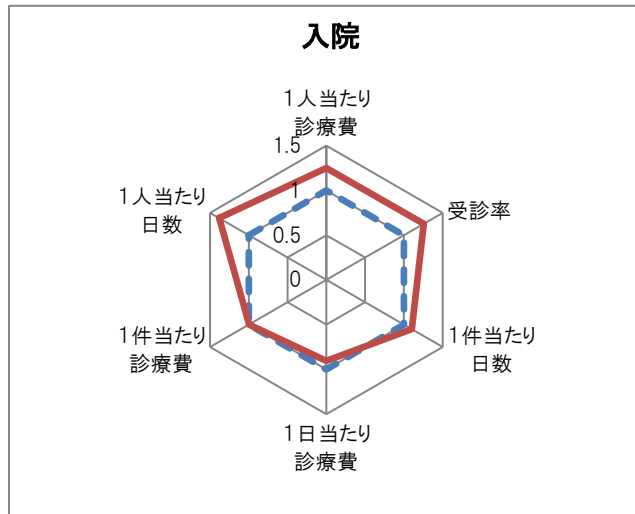 入院
1人当たり
診療費
1.5
1
0.5
0
受診率
1件当たり
日数
1日当たり
診療費
1件当たり
診療費
1人当たり
日数